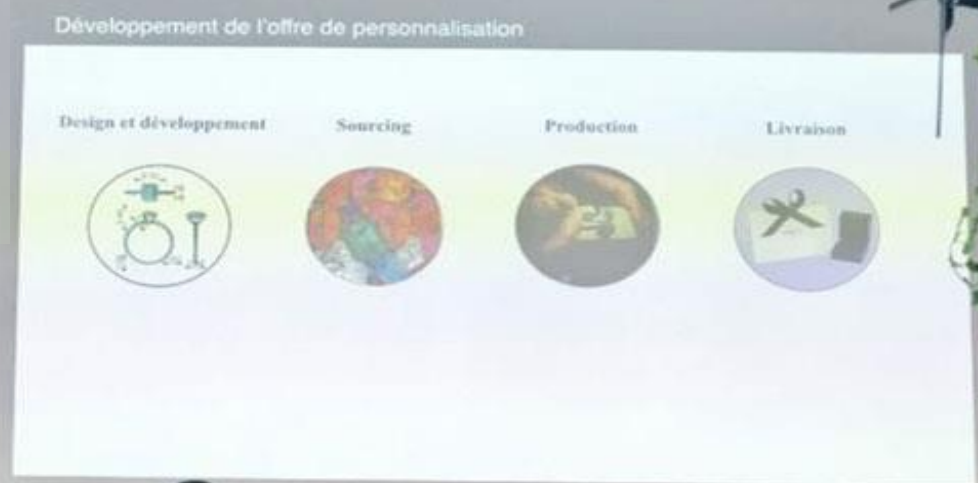 Développement de l'offre de personnalisation
Design et développement
Sourcing
Production
Livraison